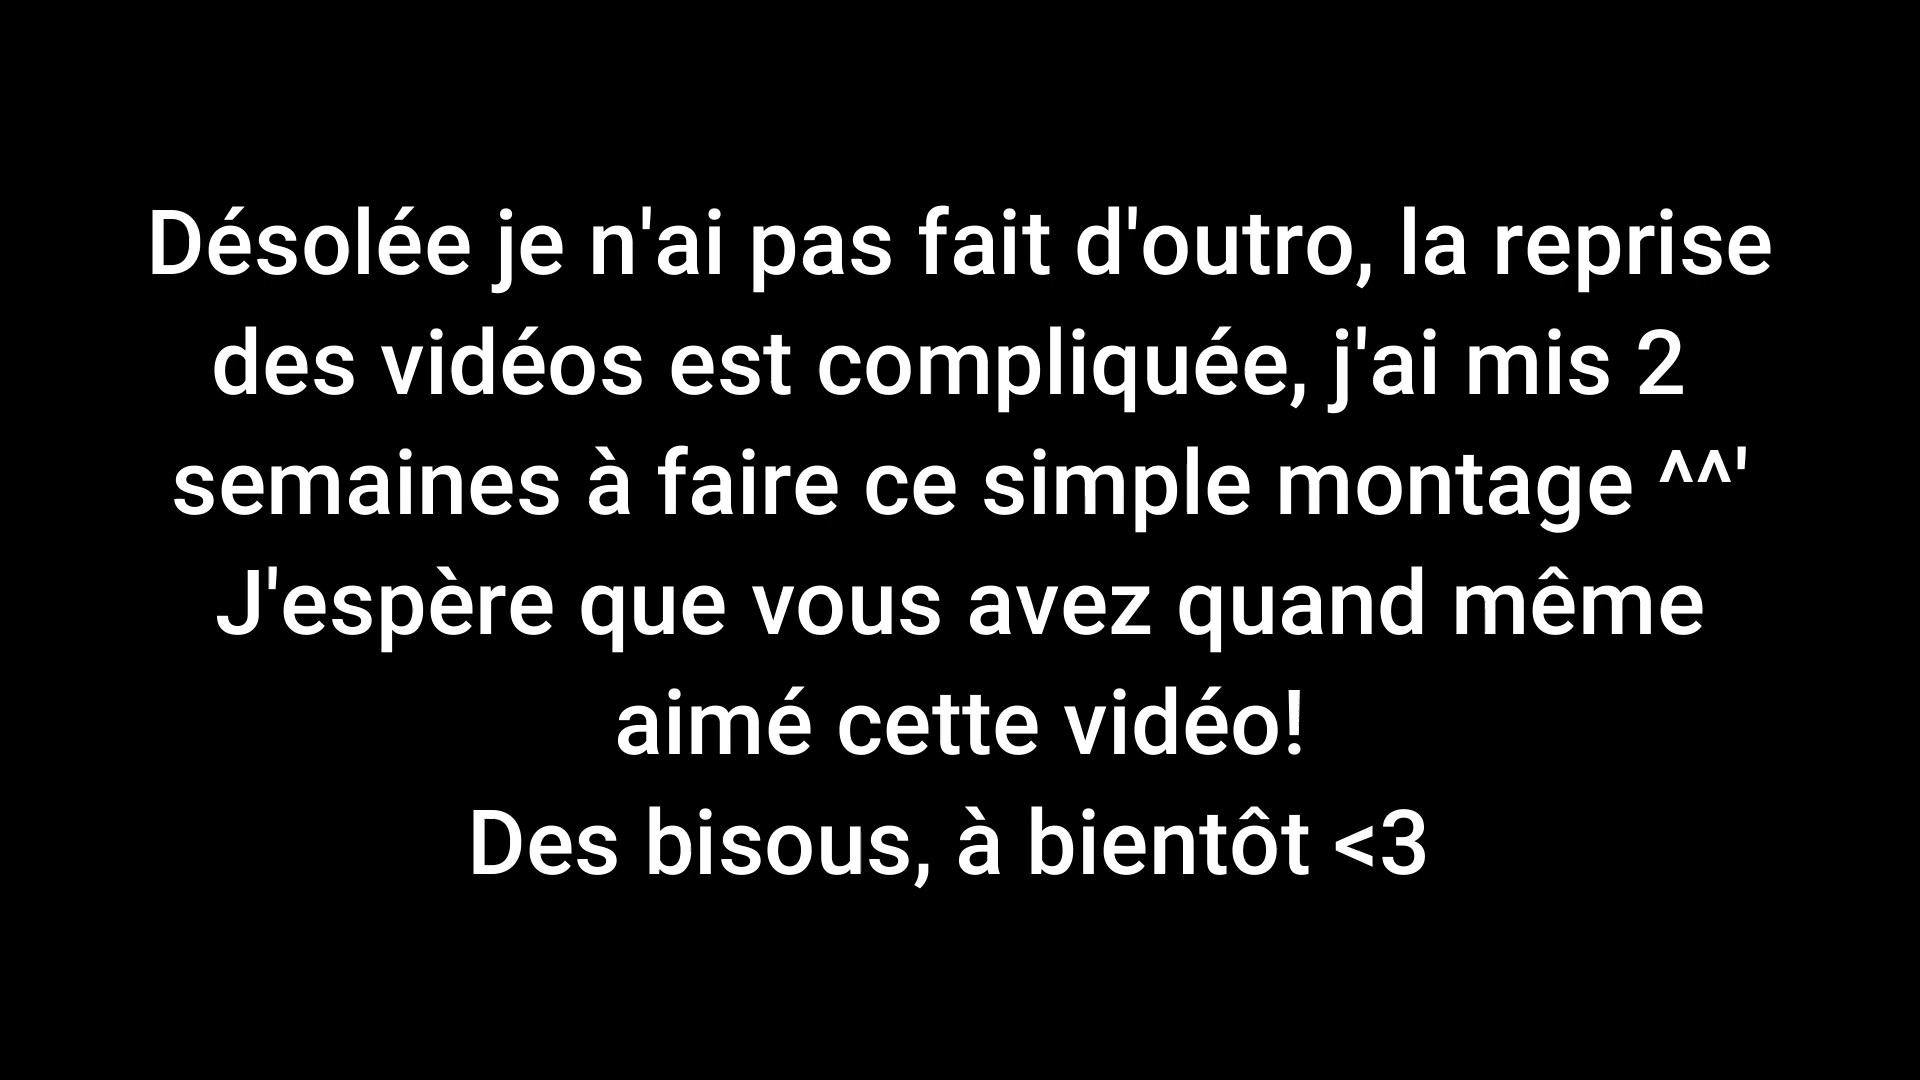 Désolée je n'ai pas fait d'outro, la reprise
des vidéos est compliquée, j'ai mis 2
semaines à faire ce simple montage ^^'
J'espère que vous avez quand même
aimé cette vidéo!
Des bisous, à bientôt <3